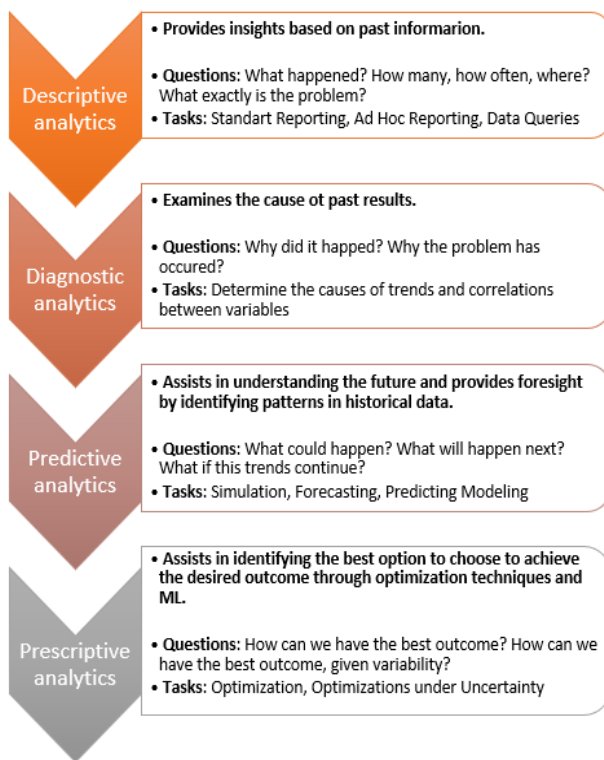 Descriptive
analytics
• Provides insights based on past informarion.
• Questions: What happened? How many, how often, where?
What exactly is the problem?
• Tasks: Standart Reporting, Ad Hoc Reporting, Data Queries
Diagnostic
analytics
• Examines the cause ot past results.
• Questions: Why did it happed? Why the problem has
occured?
• Tasks: Determine the causes of trends and correlations
between variables
Predictive
analytics
• Assists in understanding the future and provides foresight
by identifying patterns in historical data.
• Questions: What could happen? What will happen next?
What if this trends continue?
• Tasks: Simulation, Forecasting, Predicting Modeling
Prescriptive
analytics
• Assists in identifying the best option to choose to achieve
the desired outcome through optimization techniques and
ML.
• Questions: How can we have the best outcome? How can we
have the best outcome, given variability?
• Tasks: Optimization, Optimizations under Uncertainty